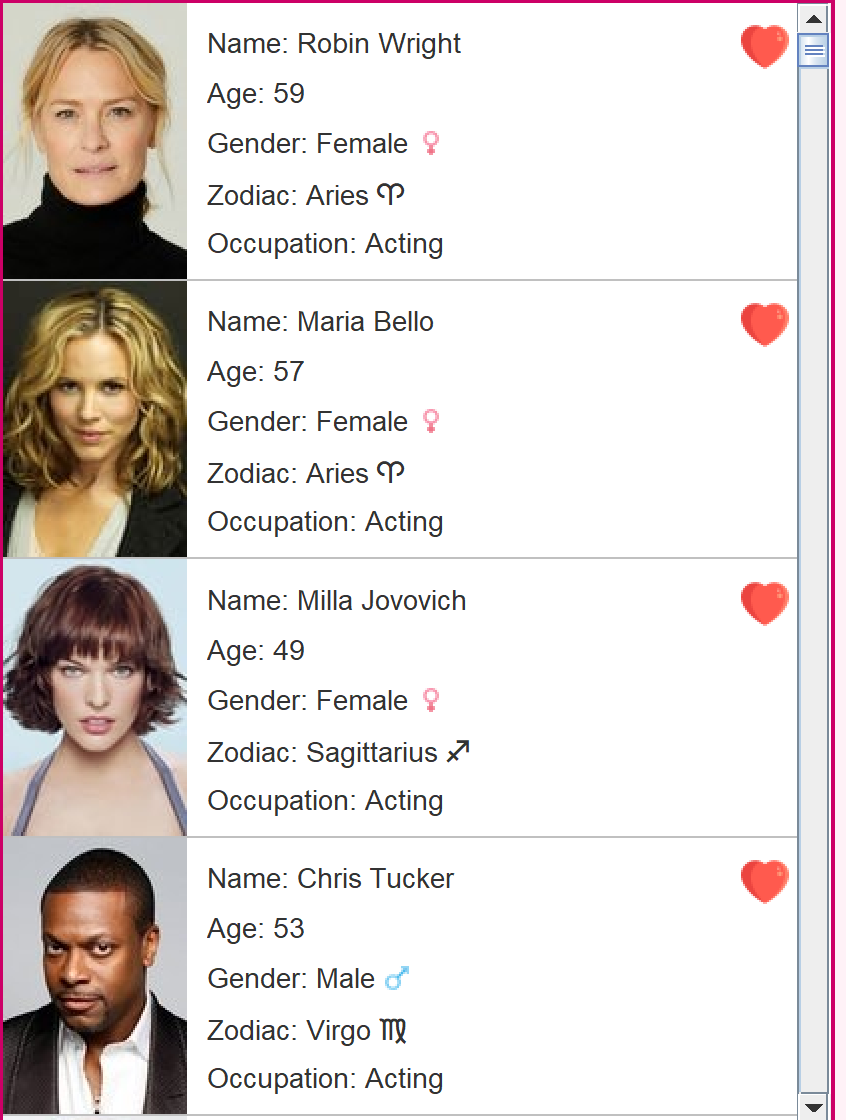 Name: Robin Wright
Age: 59
Gender: Female ♀
Zodiac: Aries ♈
Occupation: Acting
Name: Maria Bello
Age: 57
Gender: Female ♀
Zodiac: Aries ♈
Occupation: Acting
Name: Milla Jovovich
Age: 49
Gender: Female ♀
Zodiac: Sagittarius ♐
Occupation: Acting
Name: Chris Tucker
Age: 53
Gender: Male ♂
Zodiac: Virgo ♍
Occupation: Acting